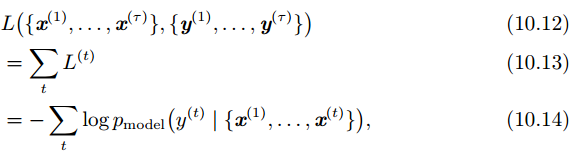 L({x^(1), . . . , x^(τ)}, {y^(1), . . . , y^(τ)}) (10.12)
= ∑_t L^(t) (10.13)
= − ∑_t log p_model(y^(t) | {x^(1), . . . , x^(t)}), (10.14)